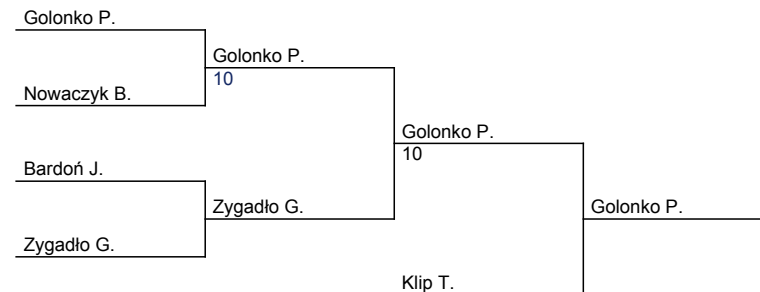 Golonko P.
Golonko P.
10
Nowaczyk B.
Golonko P.
10
Bardoń J.
Zygadło G.
Golonko P.
Zygadło G.
Klip T.